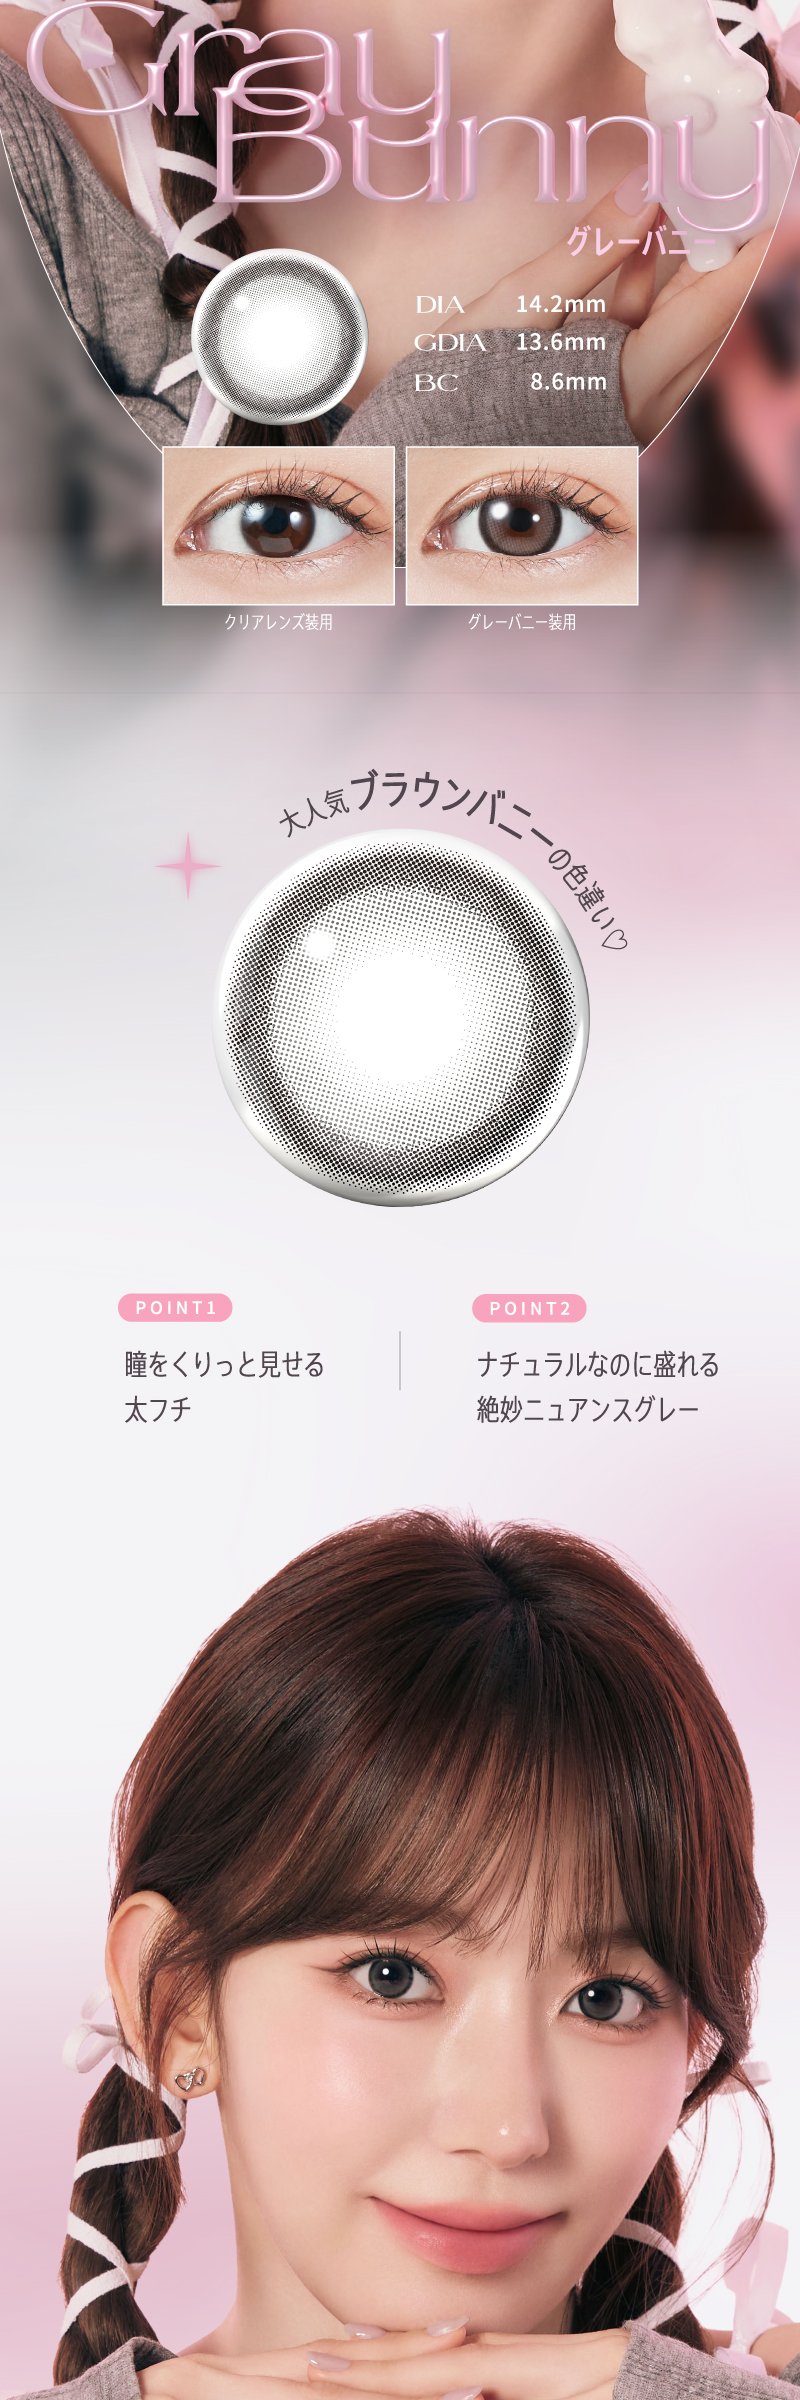 Gray
Bunny
グレーバニー
DIA 14.2mm
GDIA 13.6mm
BC 8.6mm
クリアレンズ装用
グレーバニー装用
大人気ブラウンバニーの色違い♡
POINT1
瞳をくりっと見せる
太フチ
POINT2
ナチュラルなのに盛れる
絶妙ニュアンスグレー